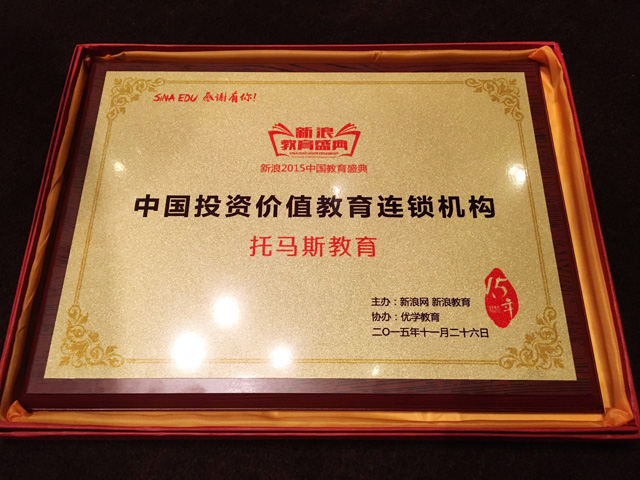 SINA EDU 感谢有你!
新浪
教育盛典
新浪2015中国教育盛典
中国投资价值教育连锁机构
托马斯教育
15年
主办：新浪网 新浪教育
协办：优学教育
二〇一五年十一月二十六日